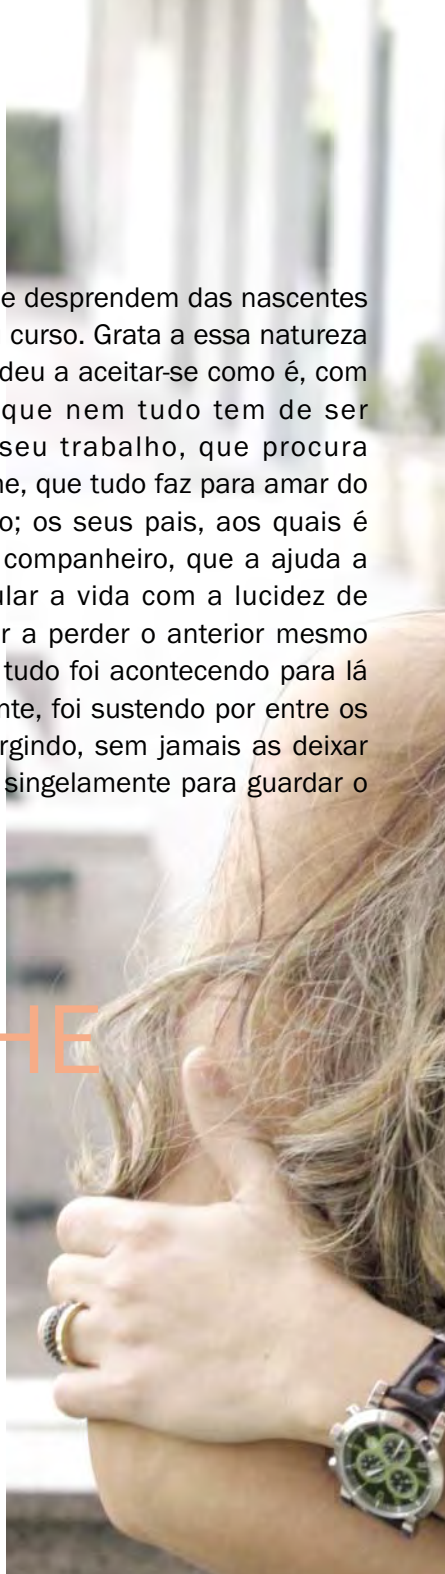 e desprendem das nascentes
curso. Grata a essa natureza
deu a aceitar-se como é, com
que nem tudo tem de ser
seu trabalho, que procura
ne, que tudo faz para amar do
o; os seus pais, aos quais é
companheiro, que a ajuda a
ular a vida com a lucidez de
r a perder o anterior mesmo
tudo foi acontecendo para lá
nte, foi sustendo por entre os
rgindo, sem jamais as deixar
singelamente para guardar o
HE